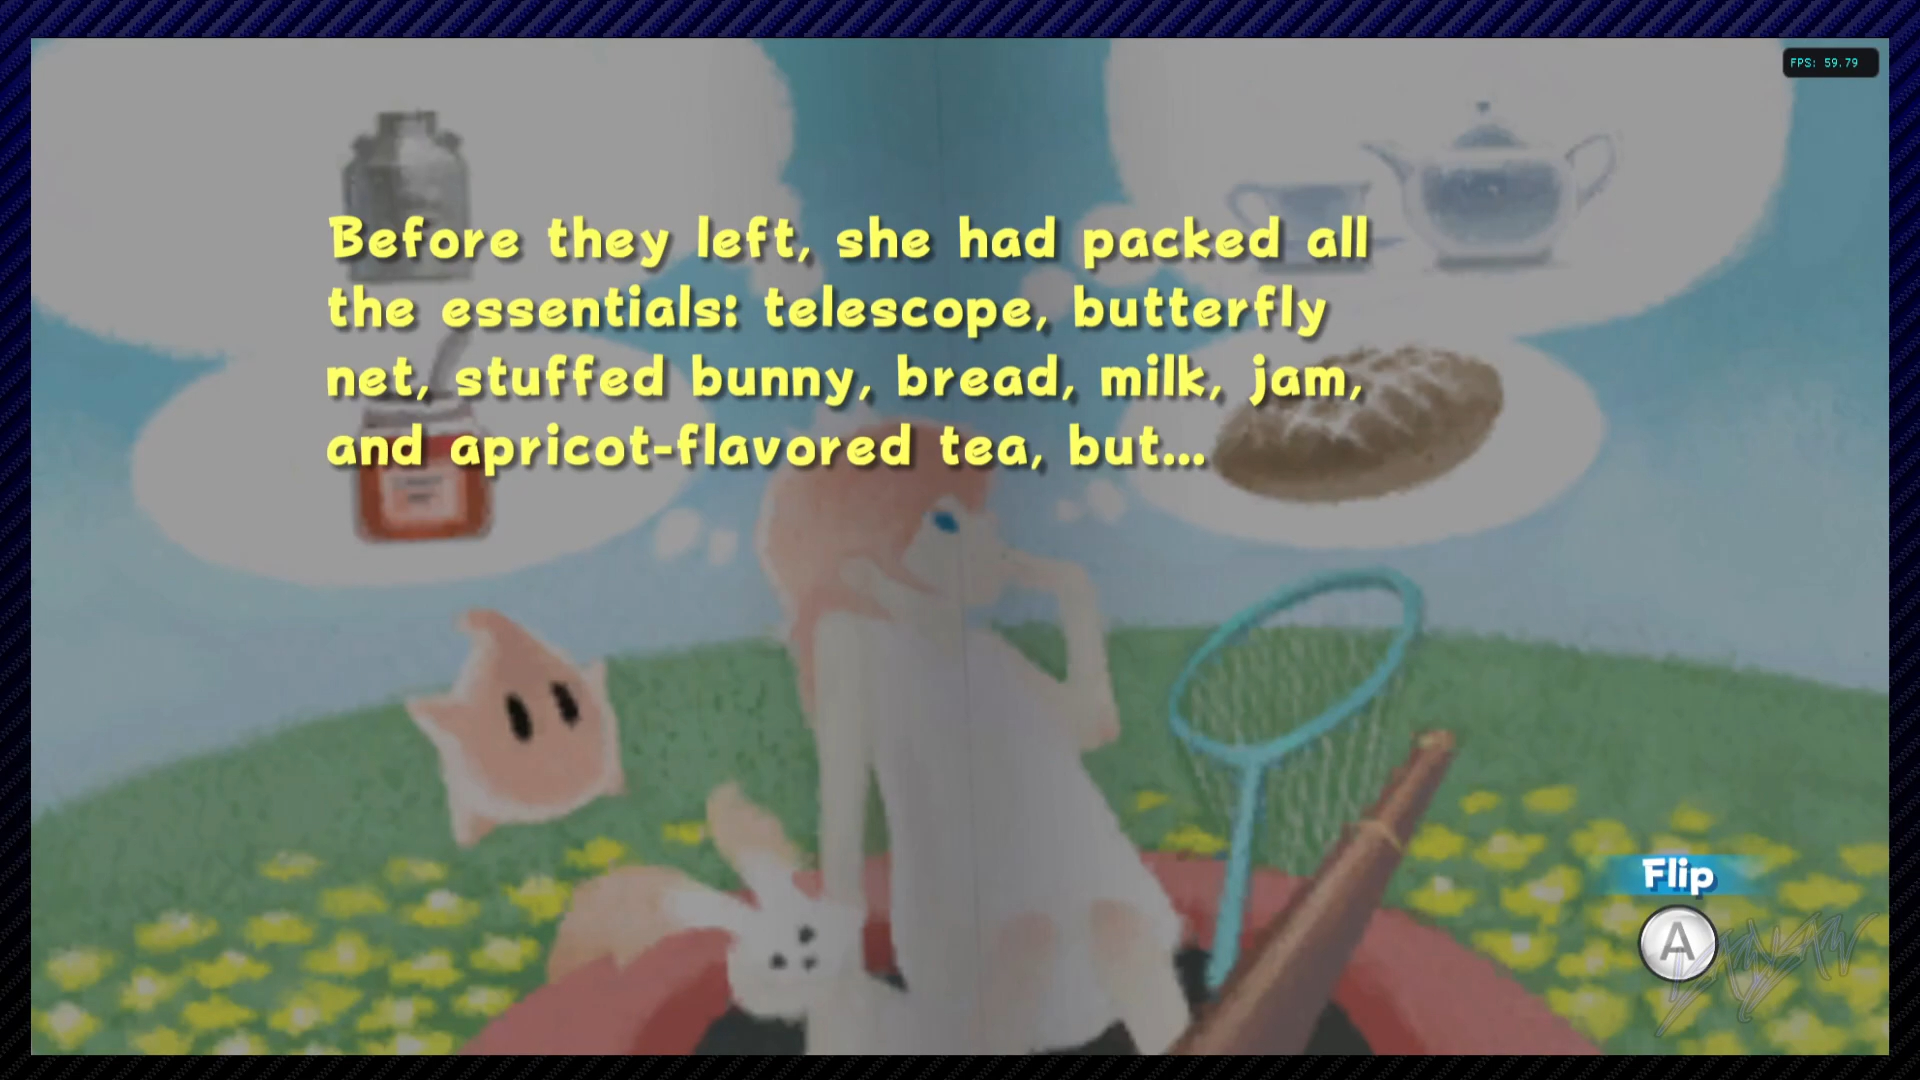 FPS: 59.79
Before they left, she had packed all
the essentials: telescope, butterfly
net, stuffed bunny, bread, milk, jam,
and apricot-flavored tea, but...
Flip
A